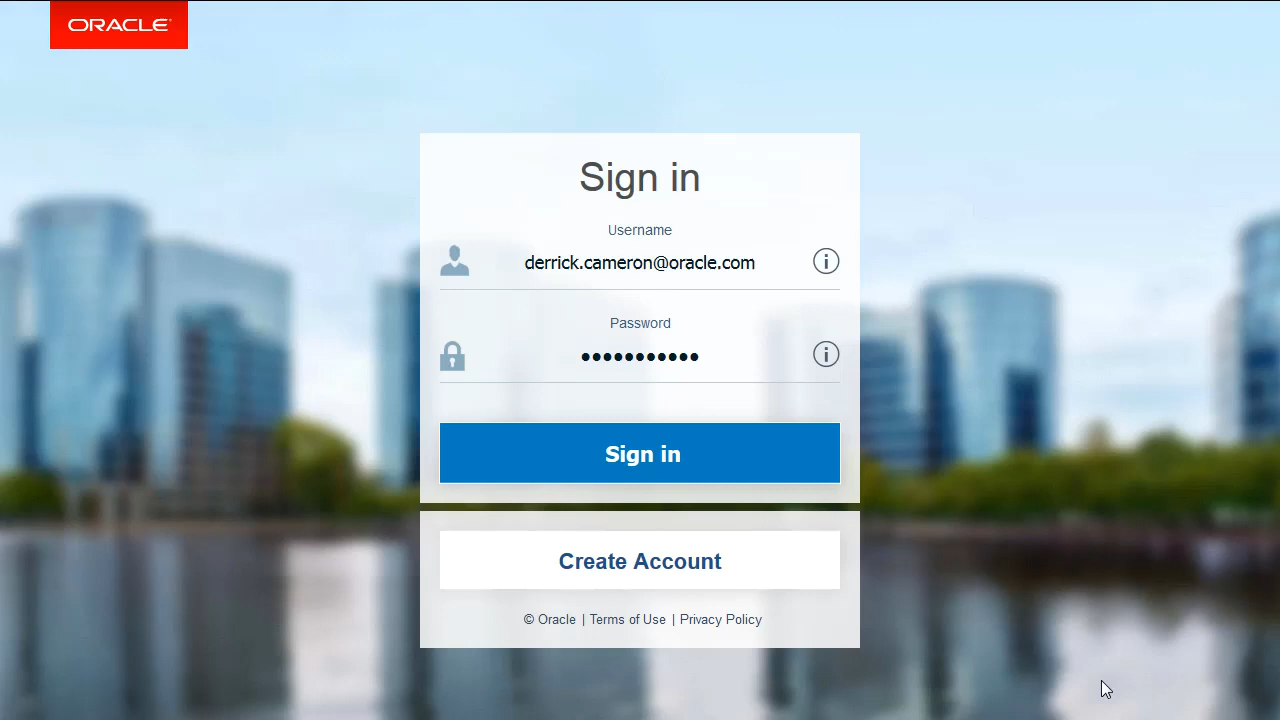 ORACLE
Sign in
Username
derrick.cameron@oracle.com
Password
•••••••••••
Sign in
Create Account
© Oracle | Terms of Use | Privacy Policy